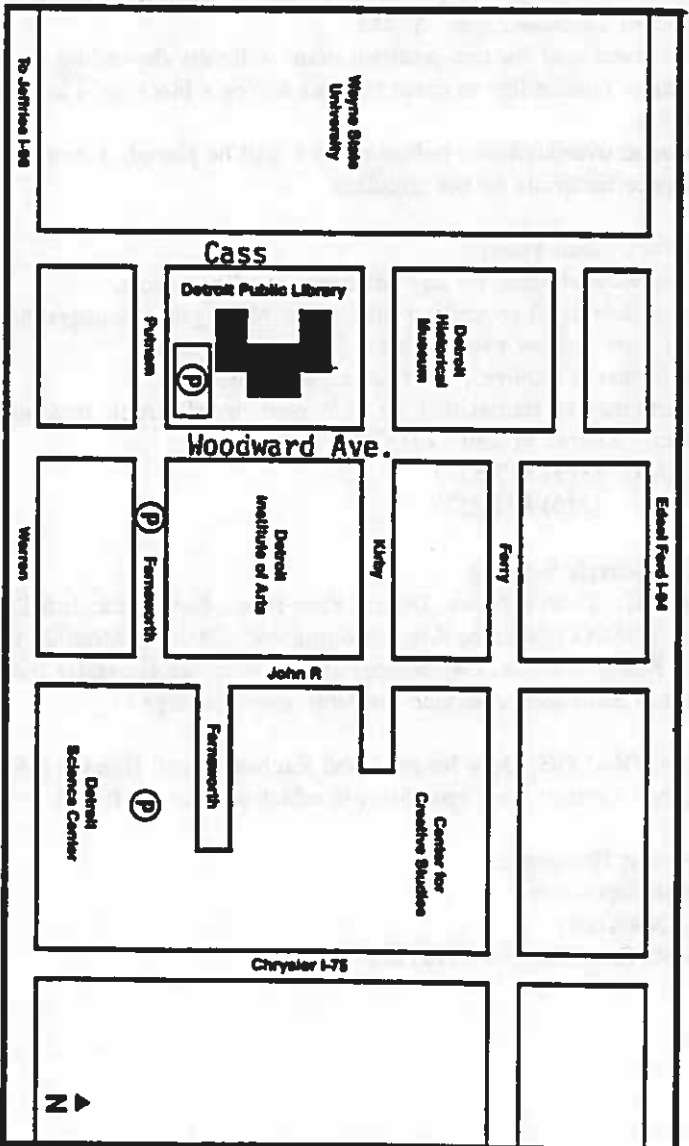 To Jeffries I-96
Wayne State
University
Cass
Putnam
Detroit Public Library
P
Detroit
Historical
Museum
Woodward Ave.
Warren
P
Farnsworth
Detroit
Institute of Arts
Kirby
Ferry
Edsel Ford I-94
John R
Detroit
Science Center
P
Farnsworth
Center for
Creative Studies
Chrysler I-75
N